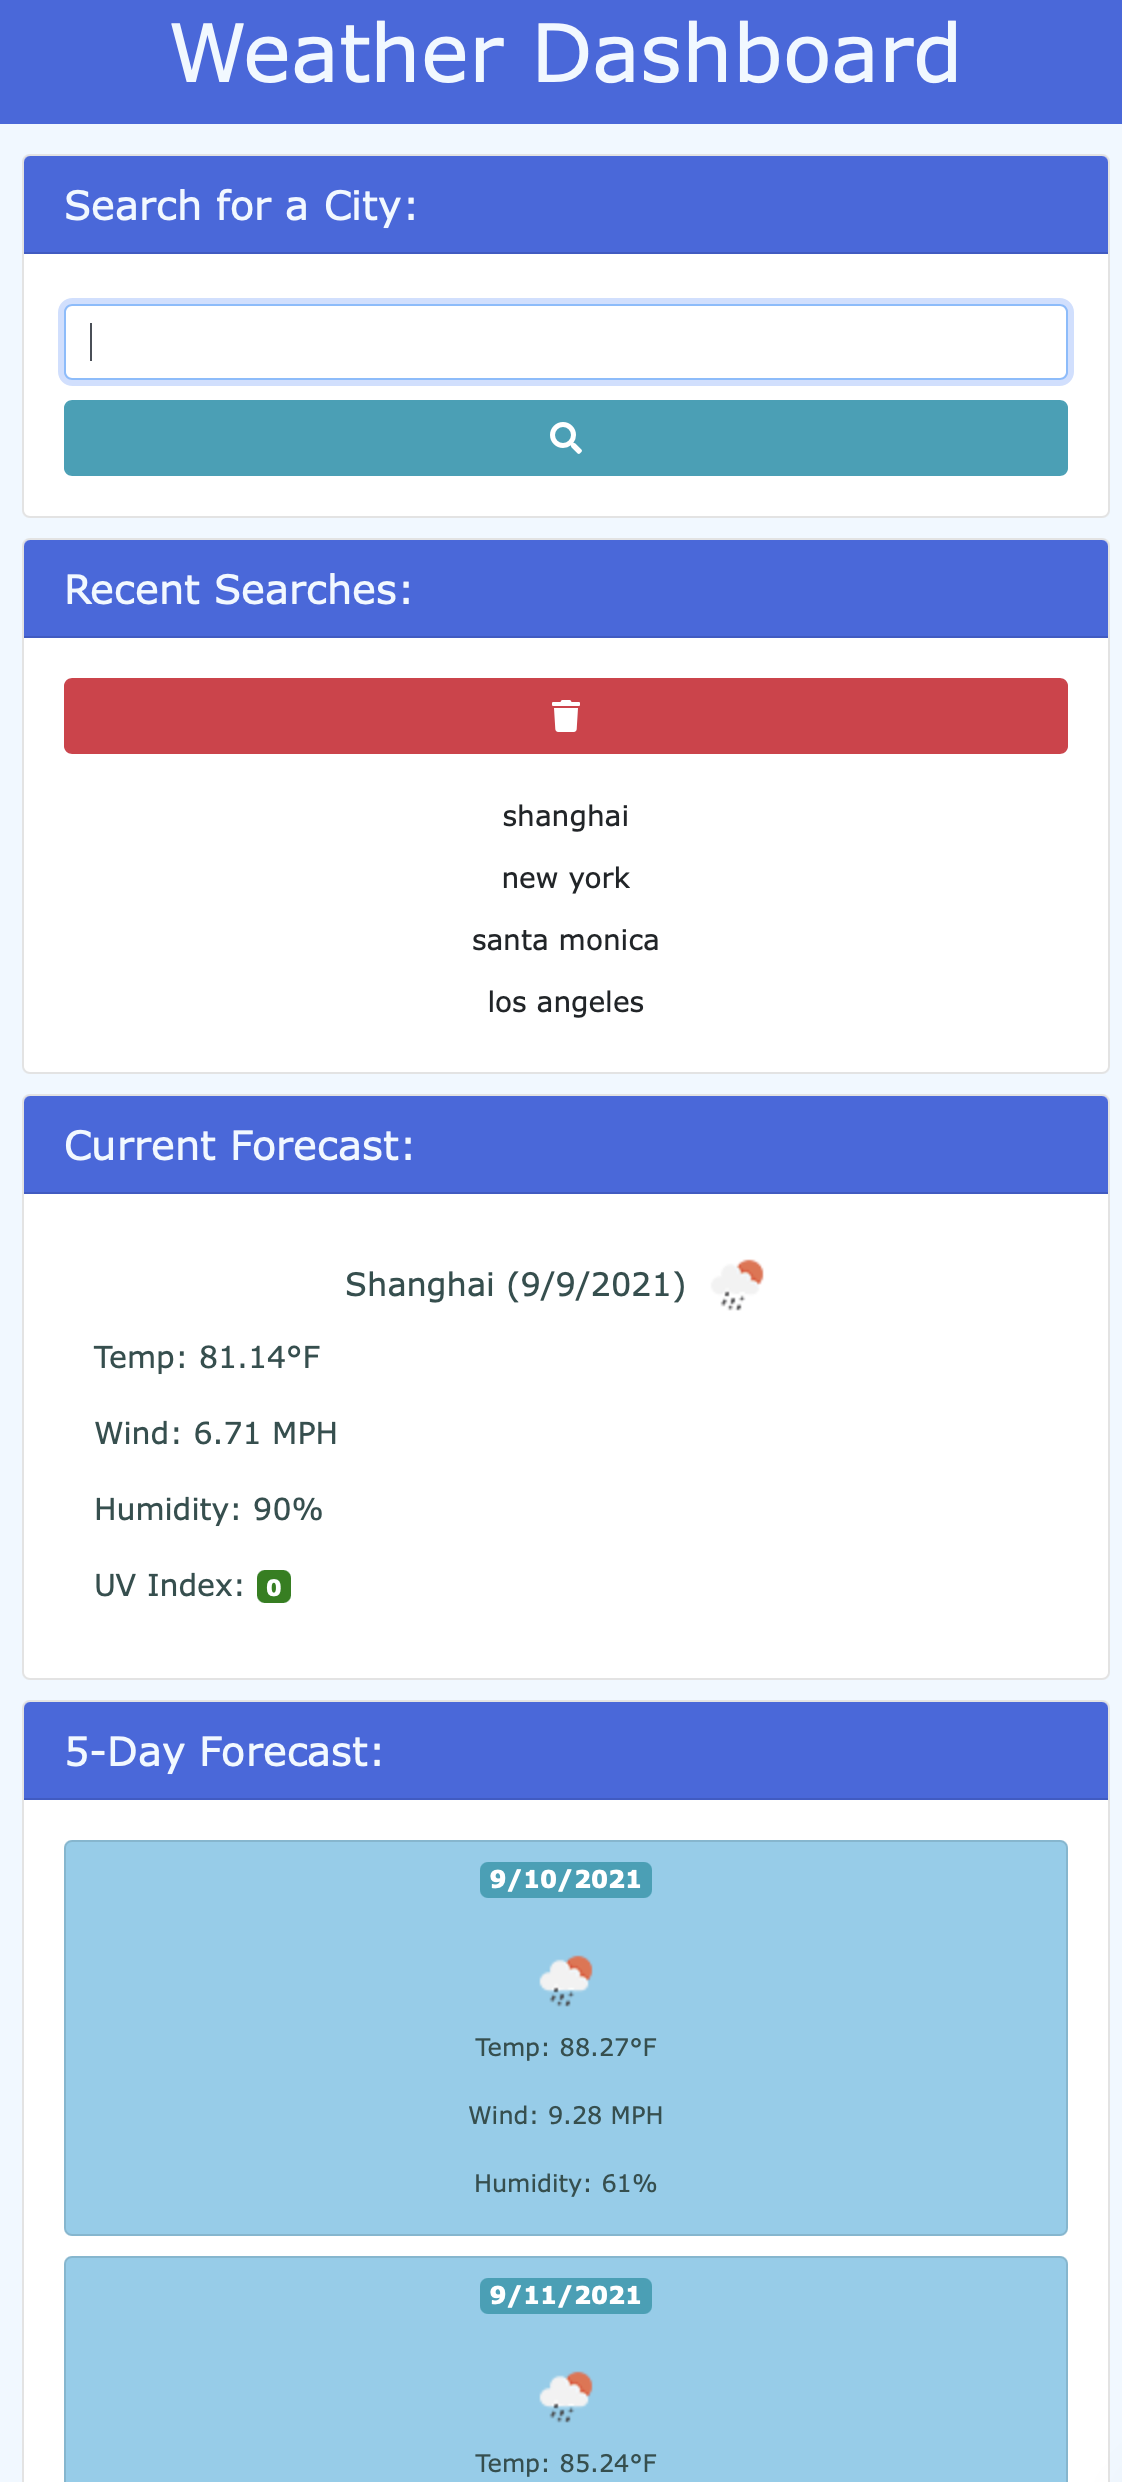 Weather Dashboard
Search for a City:
Recent Searches:
shanghai
new york
santa monica
los angeles
Current Forecast:
Shanghai (9/9/2021)
Temp: 81.14°F
Wind: 6.71 MPH
Humidity: 90%
UV Index: 0
5-Day Forecast:
9/10/2021
Temp: 88.27°F
Wind: 9.28 MPH
Humidity: 61%
9/11/2021
Temp: 85.24°F